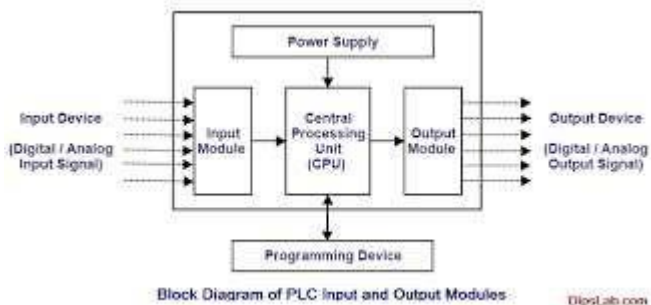 Power Supply
Input Device
(Digital / Analog
Input Signal)
Input
Module
Central
Processing
Unit
(CPU)
Output
Module
Output Device
(Digital / Analog
Output Signal)
Programming Device
Block Diagram of PLC Input and Output Modules
DipsLab.com